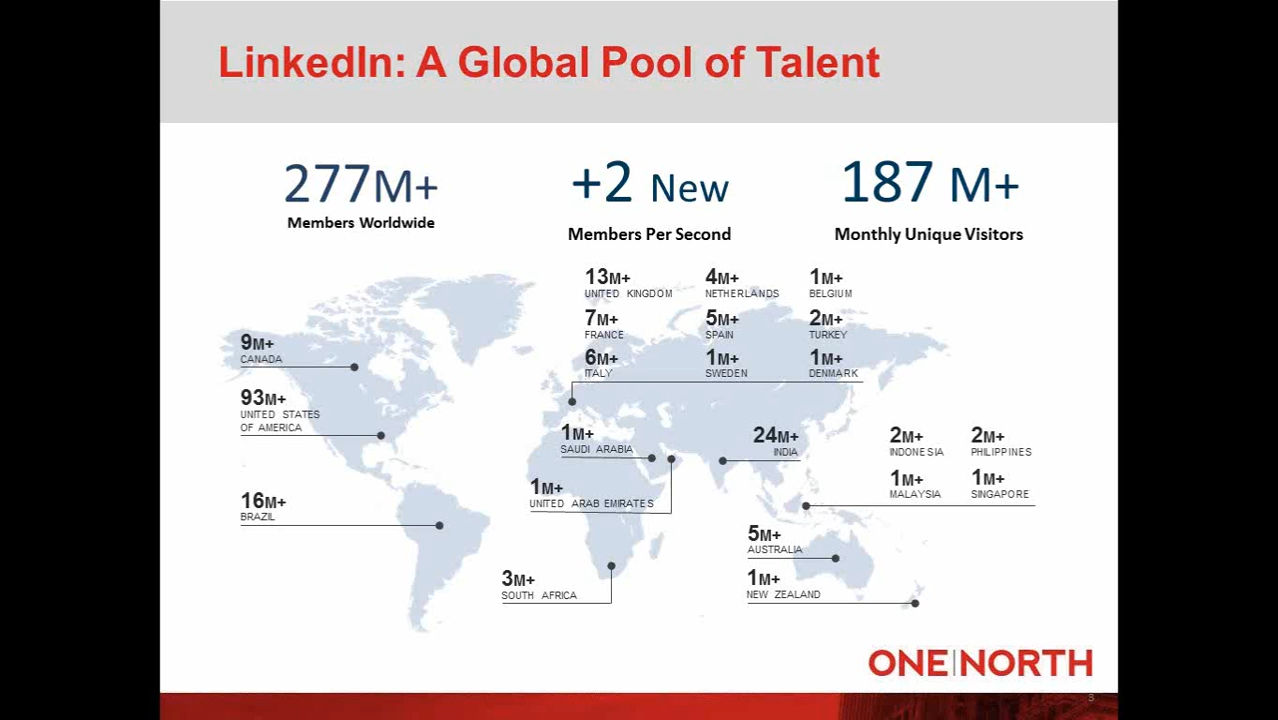 LinkedIn: A Global Pool of Talent
277M+
Members Worldwide
+2 New
Members Per Second
187 M+
Monthly Unique Visitors
13M+
UNITED KINGDOM
4M+
NETHERLANDS
1M+
BELGIUM
7M+
FRANCE
5M+
SPAIN
2M+
TURKEY
6M+
ITALY
1M+
SWEDEN
1M+
DENMARK
9M+
CANADA
93M+
UNITED STATES
OF AMERICA
16M+
BRAZIL
1M+
SAUDI ARABIA
1M+
UNITED ARAB EMIRATES
3M+
SOUTH AFRICA
24M+
INDIA
2M+
INDONESIA
2M+
PHILIPPINES
1M+
MALAYSIA
1M+
SINGAPORE
5M+
AUSTRALIA
1M+
NEW ZEALAND
ONE|NORTH
3